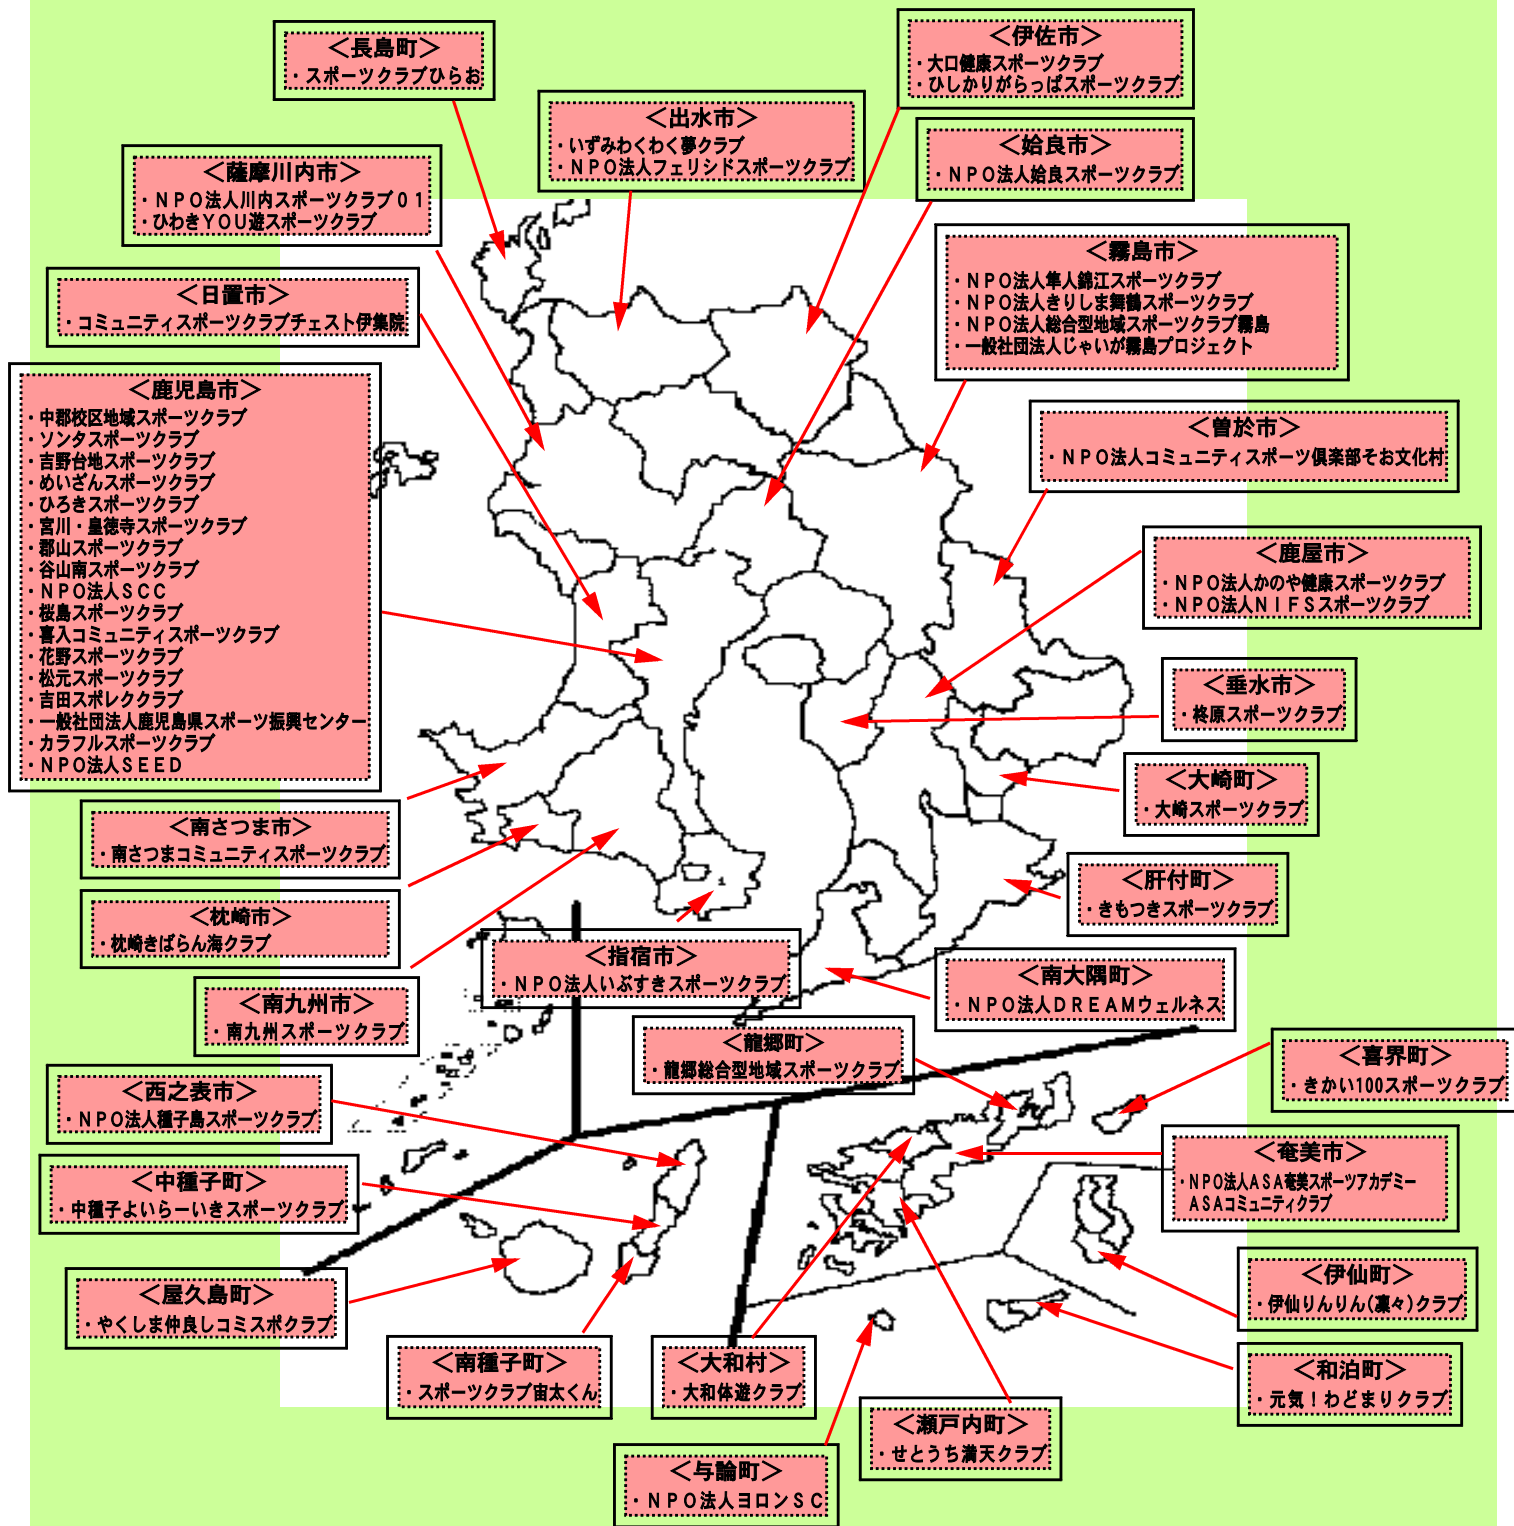 ＜長島町＞
・スポーツクラブひらお
＜伊佐市＞
・大口健康スポーツクラブ
・ひしかりがらっぱスポーツクラブ
＜出水市＞
・いずみわくわく夢クラブ
・ＮＰＯ法人フェリシドスポーツクラブ
＜姶良市＞
・ＮＰＯ法人姶良スポーツクラブ
＜薩摩川内市＞
・ＮＰＯ法人川内スポーツクラブ０１
・ひわきＹＯＵ遊スポーツクラブ
＜霧島市＞
・ＮＰＯ法人隼人錦江スポーツクラブ
・ＮＰＯ法人きりしま舞鶴スポーツクラブ
・ＮＰＯ法人総合型地域スポーツクラブ霧島
・一般社団法人じゃいが霧島プロジェクト
＜日置市＞
・コミュニティスポーツクラブチェスト伊集院
＜鹿児島市＞
・中郡校区地域スポーツクラブ
・ソンタスポーツクラブ
・吉野台地スポーツクラブ
・めいざんスポーツクラブ
・ひろきスポーツクラブ
・宮川・皇徳寺スポーツクラブ
・郡山スポーツクラブ
・谷山南スポーツクラブ
・ＮＰＯ法人ＳＣＣ
・桜島スポーツクラブ
・喜入コミュニティスポーツクラブ
・花野スポーツクラブ
・松元スポーツクラブ
・吉田スポレククラブ
・一般社団法人鹿児島県スポーツ振興センター
・カラフルスポーツクラブ
・ＮＰＯ法人ＳＥＥＤ
＜曽於市＞
・ＮＰＯ法人コミュニティスポーツ倶楽部そお文化村
＜鹿屋市＞
・ＮＰＯ法人かのや健康スポーツクラブ
・ＮＰＯ法人ＮＩＦＳスポーツクラブ
＜垂水市＞
・柊原スポーツクラブ
＜大崎町＞
・大崎スポーツクラブ
＜南さつま市＞
・南さつまコミュニティスポーツクラブ
＜肝付町＞
・きもつきスポーツクラブ
＜枕崎市＞
・枕崎きばらん海クラブ
＜指宿市＞
・ＮＰＯ法人いぶすきスポーツクラブ
＜南大隅町＞
・ＮＰＯ法人ＤＲＥＡＭウェルネス
＜南九州市＞
・南九州スポーツクラブ
＜龍郷町＞
・龍郷総合型地域スポーツクラブ
＜喜界町＞
・きかい100スポーツクラブ
＜西之表市＞
・ＮＰＯ法人種子島スポーツクラブ
＜奄美市＞
・ＮＰＯ法人ＡＳＡ奄美スポーツアカデミー
ＡＳＡコミュニティクラブ
＜中種子町＞
・中種子よいらーいきスポーツクラブ
＜伊仙町＞
・伊仙りんりん(凛々)クラブ
＜屋久島町＞
・やくしま仲良しコミスポクラブ
＜南種子町＞
・スポーツクラブ宙太くん
＜大和村＞
・大和体遊クラブ
＜和泊町＞
・元気！わどまりクラブ
＜瀬戸内町＞
・せとうち満天クラブ
＜与論町＞
・ＮＰＯ法人ヨロンＳＣ